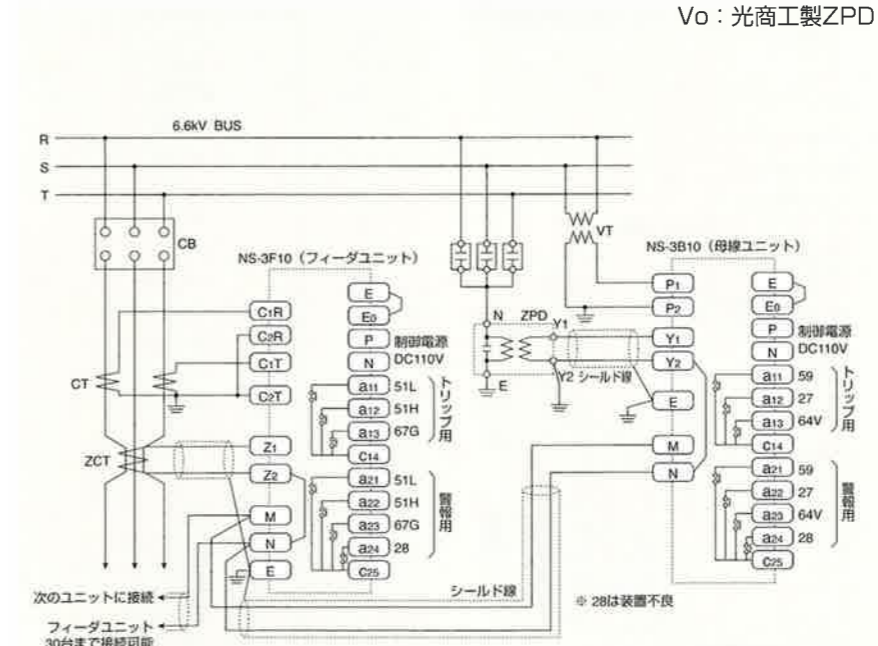 Vo：光商工製ZPD
6.6kV BUS
R
S
T
CB
VT
NS-3F10（フィーダユニット）
NS-3B10（母線ユニット）
C1R
C2R
C1T
C2T
CT
ZCT
Z1
Z2
M
N
E
E
E0
P
N
制御電源
DC110V
a11 51L
a12 51H
a13 67G
C14
トリップ用
a21 51L
a22 51H
a23 67G
a24 28
C25
警報用
N ZPD
Y1
Y2 シールド線
E
P1
P2
Y1
Y2
E
M
N
E
E0
P
N
制御電源
DC110V
a11 59
a12 27
a13 64V
C14
トリップ用
a21 59
a22 27
a23 64V
a24 28
C25
警報用
シールド線
※ 28は装置不良
次のユニットに接続
フィーダユニット
30台まで接続可能